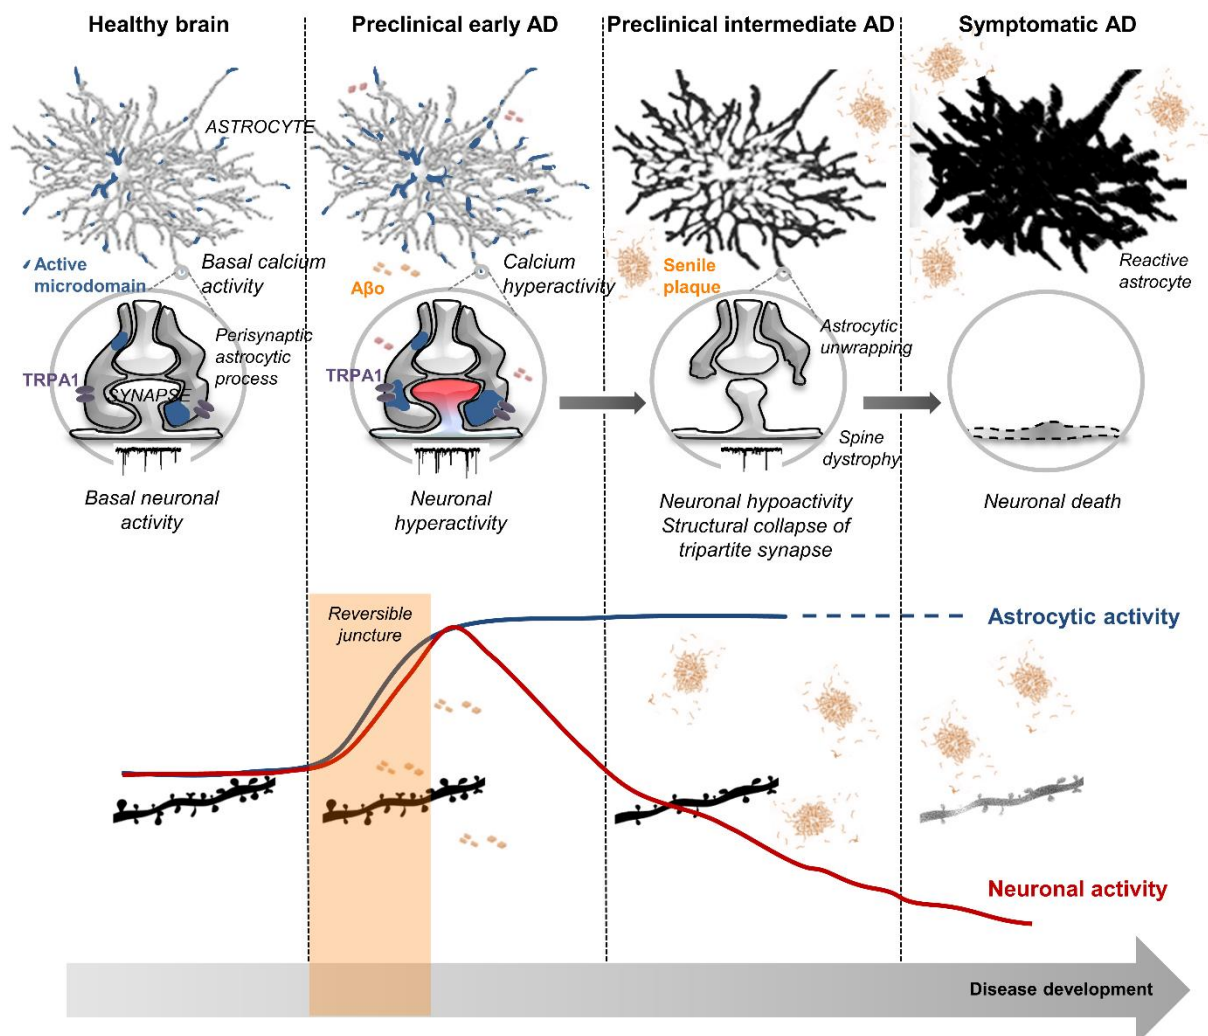 Healthy brain
Preclinical early AD
Preclinical intermediate AD
Symptomatic AD
ASTROCYTE
Active
microdomain
Basal calcium
activity
Perisynaptic
astrocytic
process
TRPA1
SYNAPSE
Basal neuronal
activity
Aβo
Calcium
hyperactivity
TRPA1
Neuronal
hyperactivity
Senile
plaque
Astrocytic
unwrapping
Spine
dystrophy
Neuronal hypoactivity
Structural collapse of
tripartite synapse
Reactive
astrocyte
Neuronal death
Reversible
juncture
Astrocytic activity
Neuronal activity
Disease development